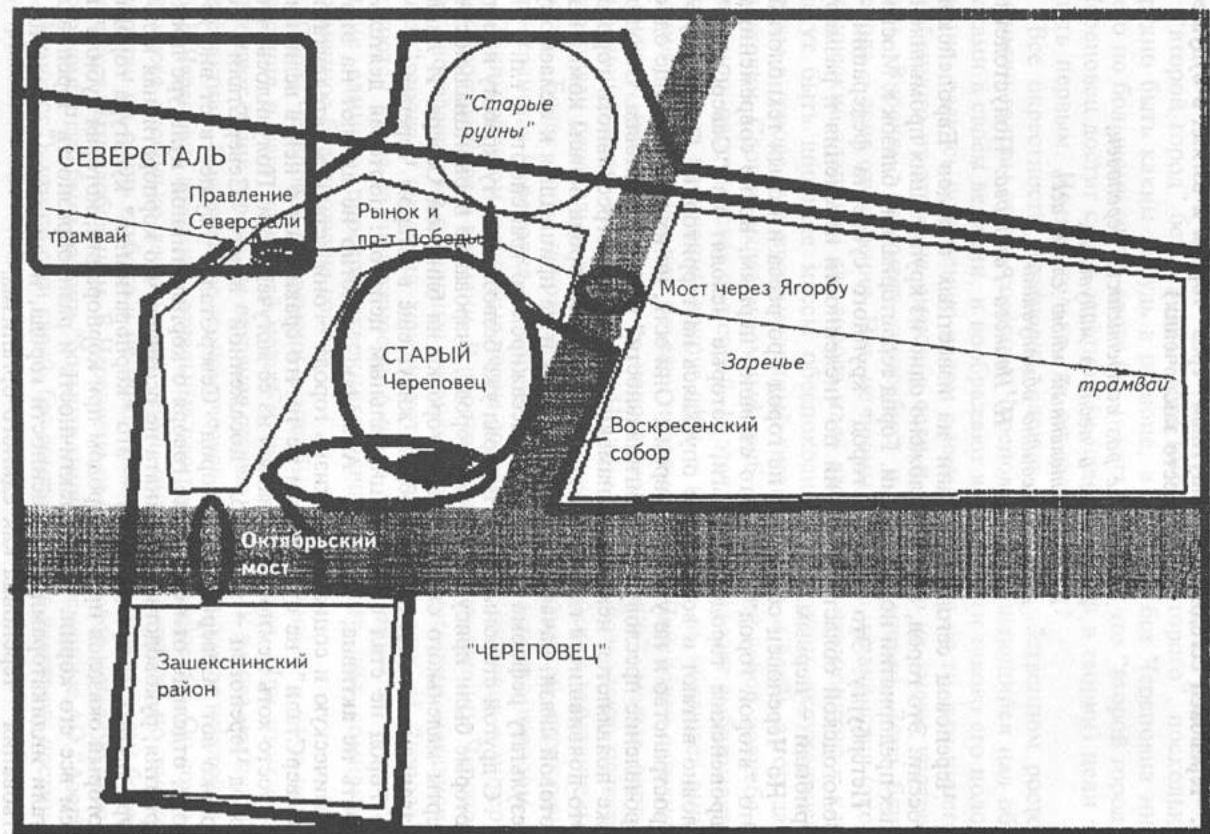 "Старые
руины"
СЕВЕРСТАЛЬ
Правление
Северстали
трамвай
Рынок и
пр-т Победы
Мост через Ягорбу
СТАРЫЙ
Череповец
Заречье
трамвай
Воскресенский
собор
Октябрьский
мост
Зашекснинский
район
"ЧЕРЕПОВЕЦ"